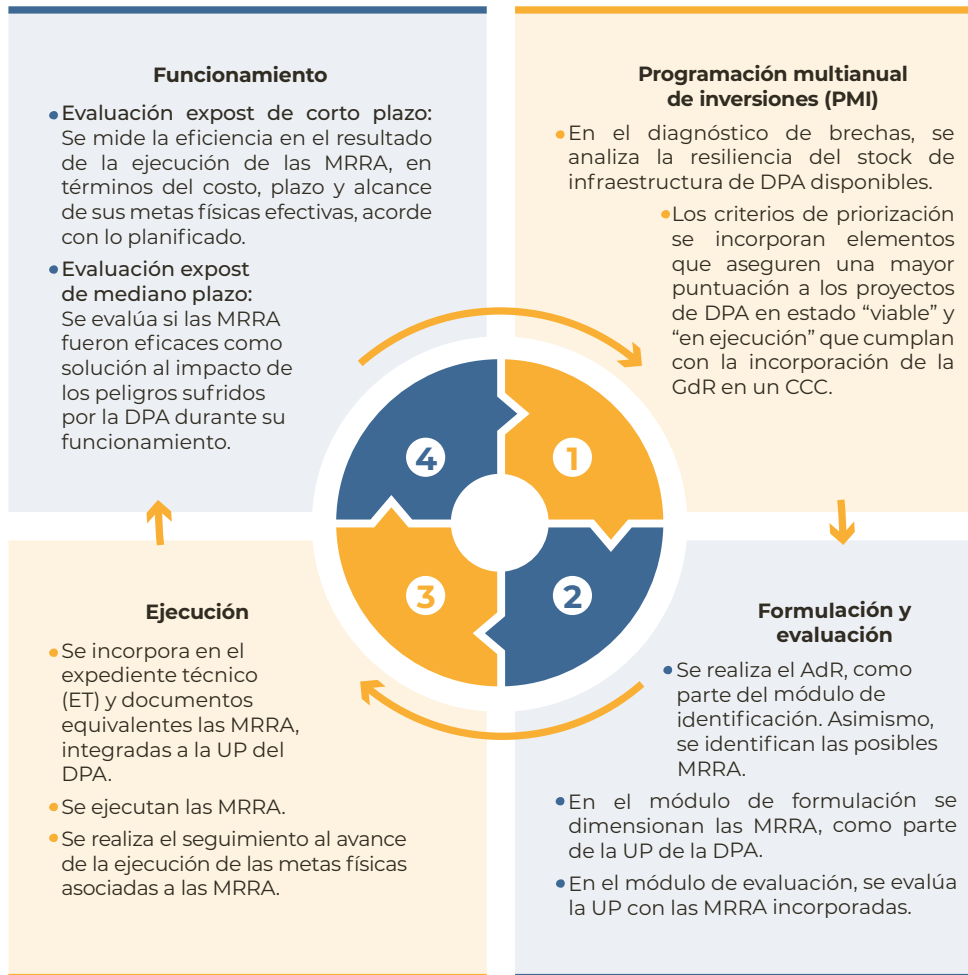 Funcionamiento
Evaluación expost de corto plazo:
Se mide la eficiencia en el resultado
de la ejecución de las MRRA, en
términos del costo, plazo y alcance
de sus metas físicas efectivas, acorde
con lo planificado.
Evaluación expost
de mediano plazo:
Se evalúa si las MRRA
fueron eficaces como
solución al impacto de
los peligros sufridos
por la DPA durante su
funcionamiento.
Programación multianual
de inversiones (PMI)
En el diagnóstico de brechas, se
analiza la resiliencia del stock de
infraestructura de DPA disponibles.
Los criterios de priorización
se incorporan elementos
que aseguren una mayor
puntuación a los proyectos
de DPA en estado “viable” y
“en ejecución” que cumplan
con la incorporación de la
GdR en un CCC.
4
1
3
2
Ejecución
Se incorpora en el
expediente técnico
(ET) y documentos
equivalentes las MRRA,
integradas a la UP del
DPA.
Se ejecutan las MRRA.
Se realiza el seguimiento al avance
de la ejecución de las metas físicas
asociadas a las MRRA.
Formulación y
evaluación
Se realiza el AdR, como
parte del módulo de
identificación. Asimismo,
se identifican las posibles
MRRA.
En el módulo de formulación se
dimensionan las MRRA, como parte
de la UP de la DPA.
En el módulo de evaluación, se evalúa
la UP con las MRRA incorporadas.